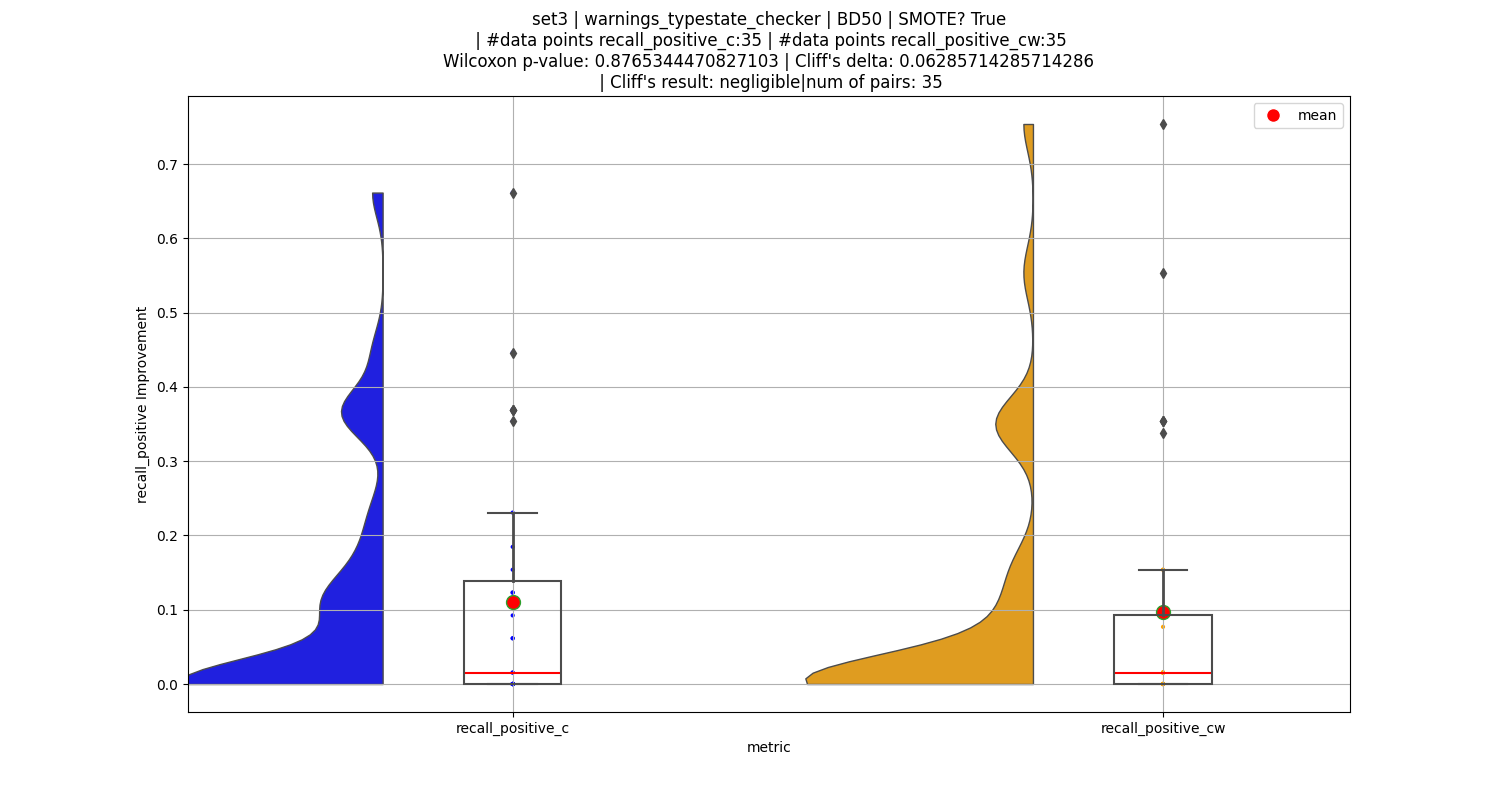 set3 | warnings_typestate_checker | BD50 | SMOTE? True
| #data points recall_positive_c:35 | #data points recall_positive_cw:35
Wilcoxon p-value: 0.8765344470827103 | Cliff's delta: 0.06285714285714286
| Cliff's result: negligible|num of pairs: 35
mean
0.7
0.6
0.5
0.4
0.3
0.2
0.1
0.0
recall_positive Improvement
recall_positive_c
recall_positive_cw
metric